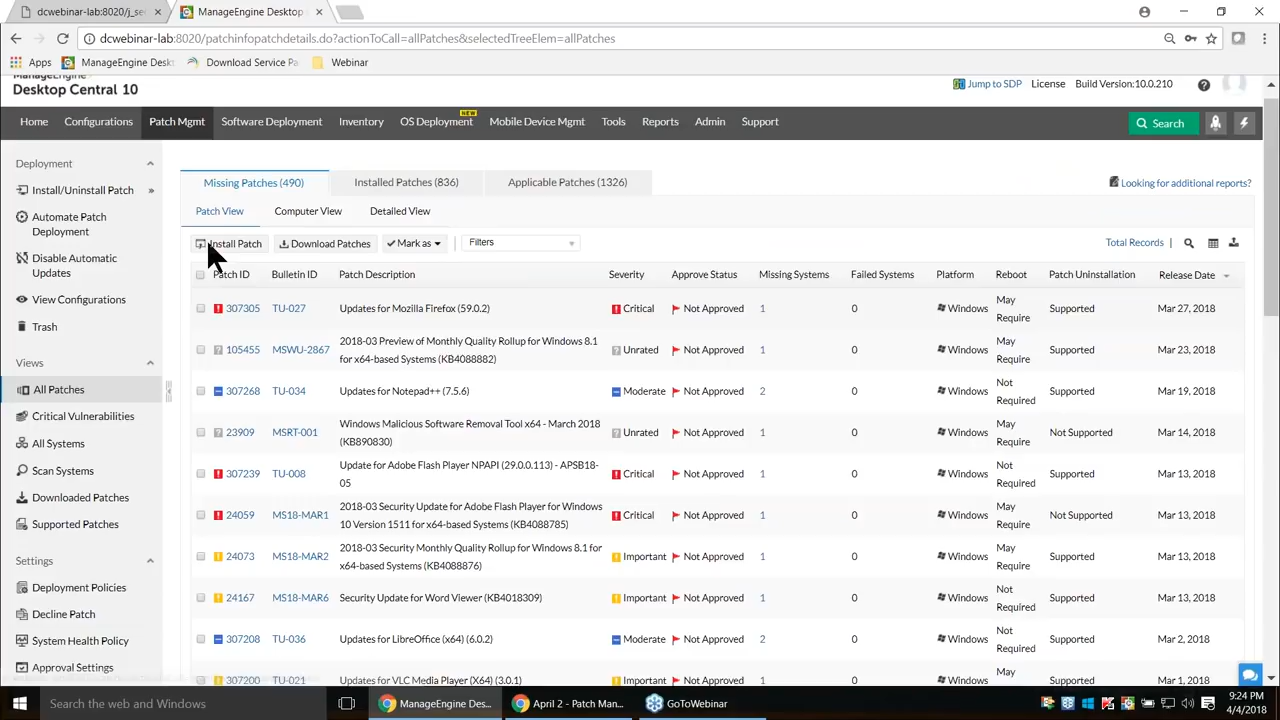 dcwebinar-lab:8020/j_se
ManageEngine Desktop
dcwebinar-lab:8020/patchinfopatchdetails.do?actionToCall=allPatches&selectedTreeElem=allPatches
Apps ManageEngine Deskt Download Service Pa Webinar
ManageEngine
Desktop Central 10
Jump to SDP License Build Version:10.0.210
NEW
Home Configurations Patch Mgmt Software Deployment Inventory OS Deployment Mobile Device Mgmt Tools Reports Admin Support Search
Deployment
Install/Uninstall Patch »
Automate Patch
Deployment
Disable Automatic
Updates
View Configurations
Trash
Views
All Patches
Critical Vulnerabilities
All Systems
Scan Systems
Downloaded Patches
Supported Patches
Settings
Deployment Policies
Decline Patch
System Health Policy
Approval Settings
Missing Patches (490) Installed Patches (836) Applicable Patches (1326)
Looking for additional reports?
Patch View Computer View Detailed View
Install Patch Download Patches Mark as Filters Total Records
Patch ID Bulletin ID Patch Description Severity Approve Status Missing Systems Failed Systems Platform Reboot Patch Uninstallation Release Date
307305 TU-027 Updates for Mozilla Firefox (59.0.2) Critical Not Approved 1 0 Windows May Require Supported Mar 27, 2018
105455 MSWU-2867 2018-03 Preview of Monthly Quality Rollup for Windows 8.1 for x64-based Systems (KB4088882) Unrated Not Approved 1 0 Windows May Require Supported Mar 23, 2018
307268 TU-034 Updates for Notepad++ (7.5.6) Moderate Not Approved 2 0 Windows Not Required Supported Mar 19, 2018
23909 MSRT-001 Windows Malicious Software Removal Tool x64 - March 2018 (KB890830) Unrated Not Approved 1 0 Windows May Require Not Supported Mar 14, 2018
307239 TU-008 Update for Adobe Flash Player NPAPI (29.0.0.113) - APSB18-05 Critical Not Approved 1 0 Windows Not Required Supported Mar 13, 2018
24059 MS18-MAR1 2018-03 Security Update for Adobe Flash Player for Windows 10 Version 1511 for x64-based Systems (KB4088785) Critical Not Approved 1 0 Windows May Require Not Supported Mar 13, 2018
24073 MS18-MAR2 2018-03 Security Monthly Quality Rollup for Windows 8.1 for x64-based Systems (KB4088876) Important Not Approved 1 0 Windows May Require Supported Mar 13, 2018
24167 MS18-MAR6 Security Update for Word Viewer (KB4018309) Important Not Approved 1 0 Windows Not Required Supported Mar 13, 2018
307208 TU-036 Updates for LibreOffice (x64) (6.0.2) Moderate Not Approved 2 0 Windows Not Required Supported Mar 2, 2018
307200 TU-021 Updates for VLC Media Player (X64) (3.0.1) Important Not Approved 1 0 Windows May Supported Mar 1, 2018
Search the web and Windows
ManageEngine Des...
April 2 - Patch Man...
GoToWebinar
9:24 PM
4/4/2018